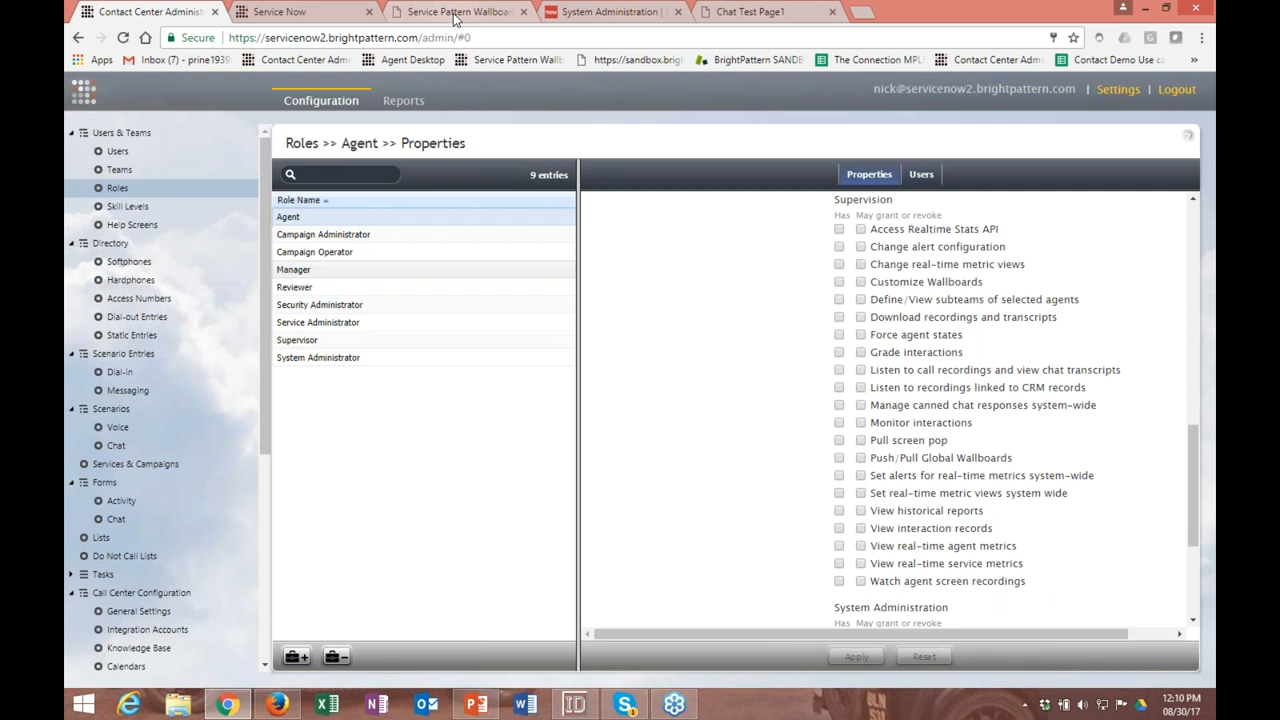 Contact Center Administ
Service Now
Service Pattern Wallboa
System Administration |
Chat Test Page1
Secure
https://servicenow2.brightpattern.com/admin/#0
Apps
Inbox (7) - prine1939
Contact Center Adm
Agent Desktop
Service Pattern Wallb
https://sandbox.brigh
BrightPattern SANDB
The Connection MPL
Contact Center Admi
Contact Demo Use c
»
Configuration
Reports
nick@servicenow2.brightpattern.com | Settings | Logout
Users & Teams
Users
Teams
Roles
Skill Levels
Help Screens
Directory
Softphones
Hardphones
Access Numbers
Dial-out Entries
Static Entries
Scenario Entries
Dial-in
Messaging
Scenarios
Voice
Chat
Services & Campaigns
Forms
Activity
Chat
Lists
Do Not Call Lists
Tasks
Call Center Configuration
General Settings
Integration Accounts
Knowledge Base
Calendars
Roles >> Agent >> Properties
9 entries
Role Name
Agent
Campaign Administrator
Campaign Operator
Manager
Reviewer
Security Administrator
Service Administrator
Supervisor
System Administrator
Properties
Users
Supervision
Has May grant or revoke
Access Realtime Stats API
Change alert configuration
Change real-time metric views
Customize Wallboards
Define/View subteams of selected agents
Download recordings and transcripts
Force agent states
Grade interactions
Listen to call recordings and view chat transcripts
Listen to recordings linked to CRM records
Manage canned chat responses system-wide
Monitor interactions
Pull screen pop
Push/Pull Global Wallboards
Set alerts for real-time metrics system-wide
Set real-time metric views system wide
View historical reports
View interaction records
View real-time agent metrics
View real-time service metrics
Watch agent screen recordings
System Administration
Has May grant or revoke
Apply
Reset
12:10 PM
08/30/17